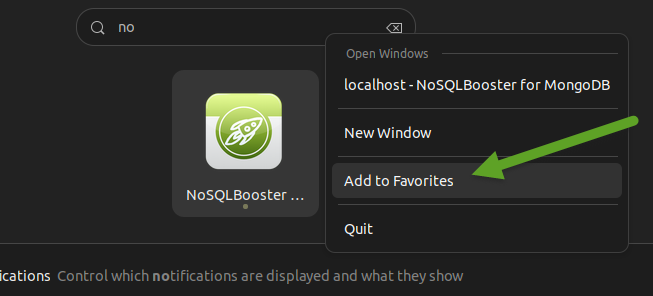 no
Open Windows
localhost - NoSQLBooster for MongoDB
New Window
Add to Favorites
NoSQLBooster ...
Quit
ications Control which notifications are displayed and what they show